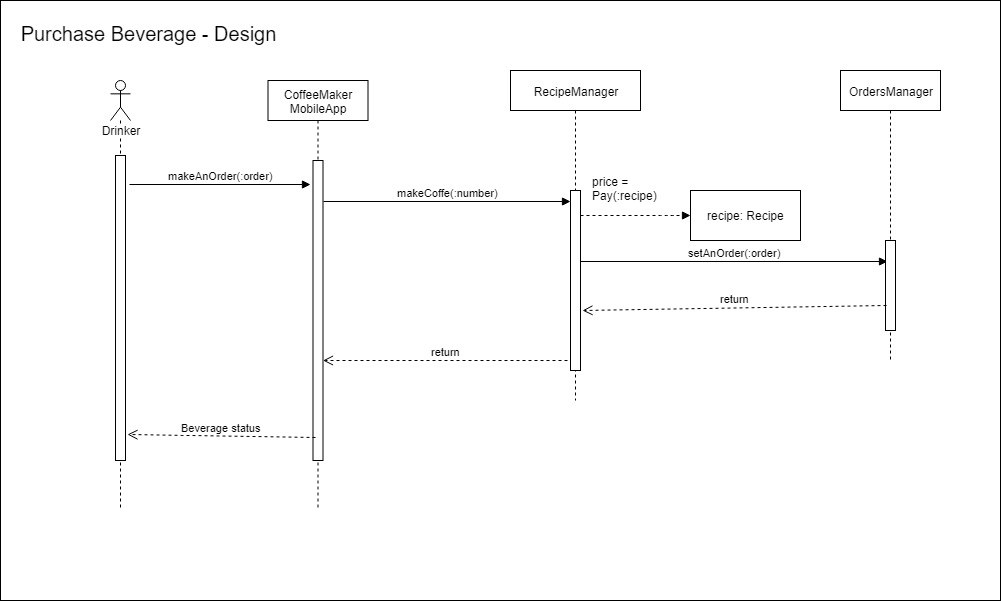 Purchase Beverage - Design
Drinker
CoffeeMaker
MobileApp
RecipeManager
OrdersManager
makeAnOrder(:order)
makeCoffe(:number)
price =
Pay(:recipe)
recipe: Recipe
setAnOrder(:order)
return
return
Beverage status